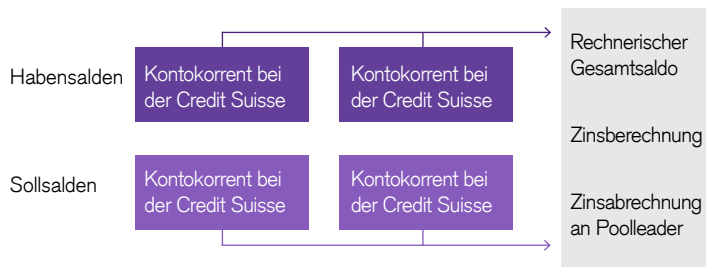 Habensalden
Kontokorrent bei
der Credit Suisse
Kontokorrent bei
der Credit Suisse
Rechnerischer
Gesamtsaldo
Zinsberechnung
Sollsalden
Kontokorrent bei
der Credit Suisse
Kontokorrent bei
der Credit Suisse
Zinsabrechnung
an Poolleader